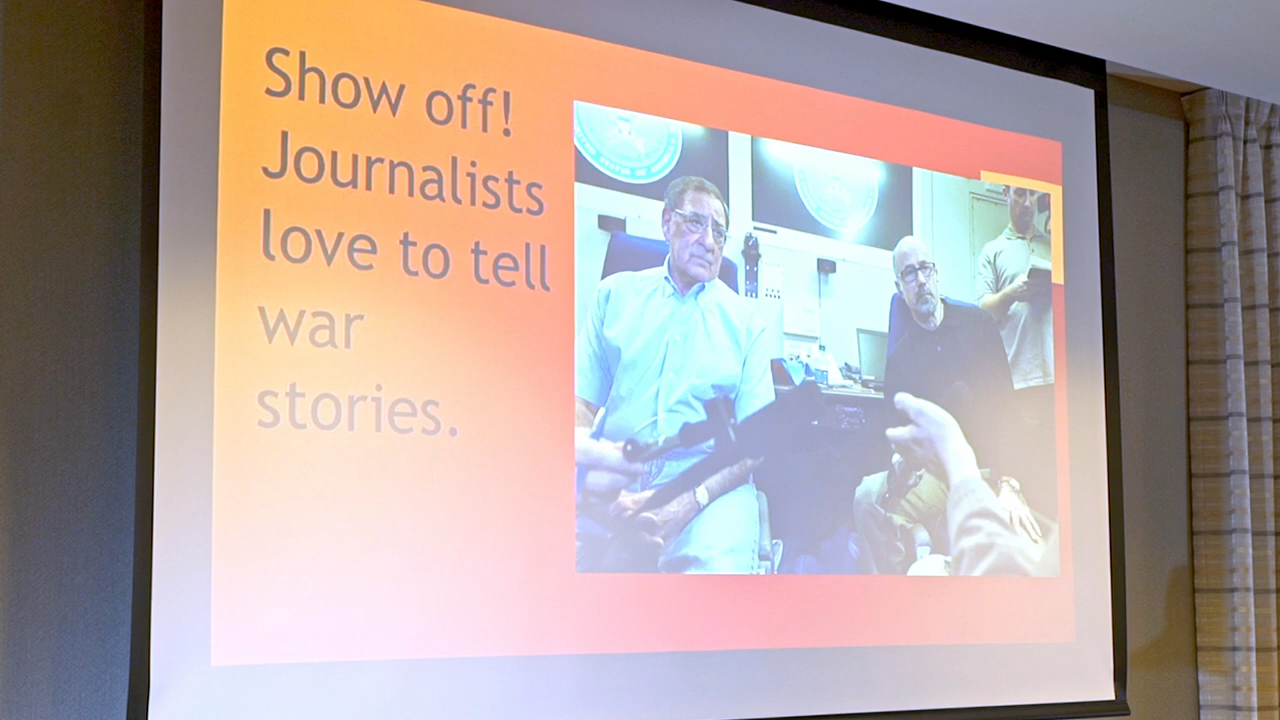 Show off!
Journalists
love to tell
war
stories.